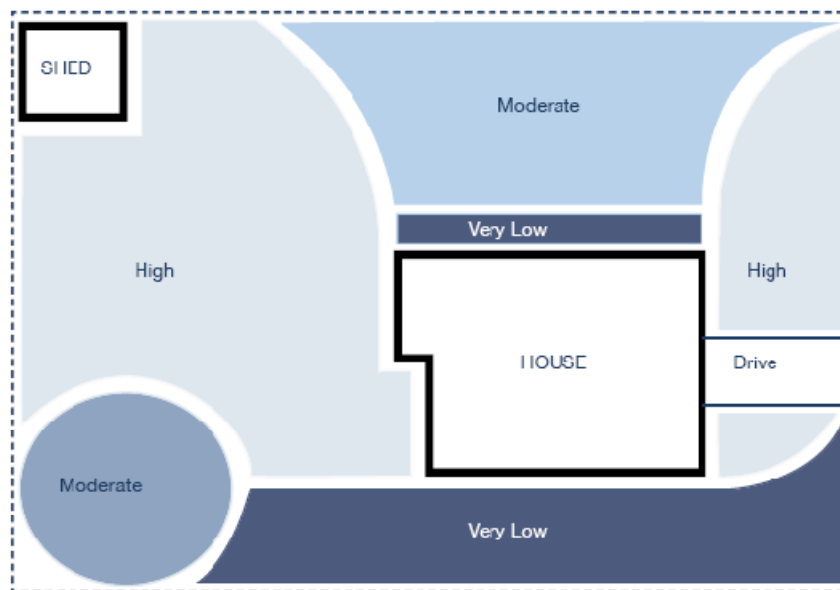 SHED
Moderate
Very Low
High
High
HOUSE
Drive
Moderate
Very Low